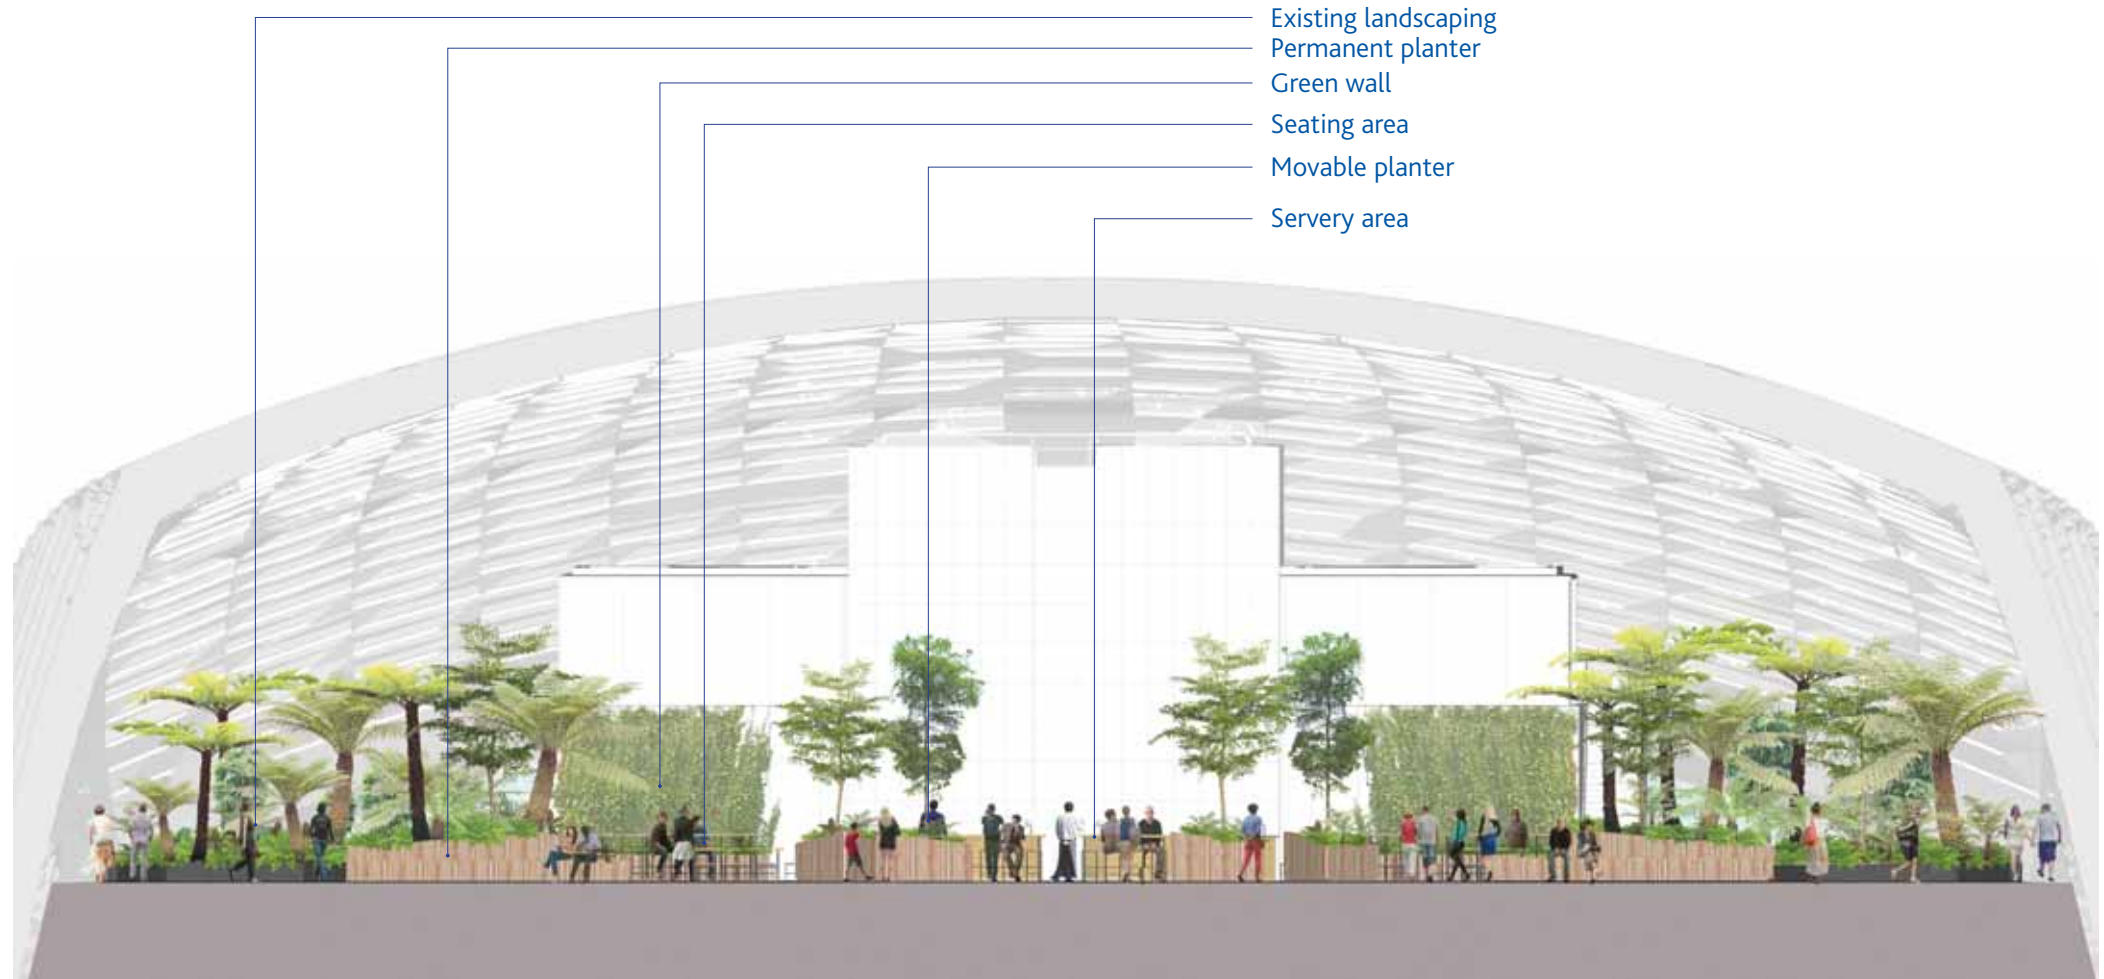 Existing landscaping
Permanent planter
Green wall
Seating area
Movable planter
Servery area